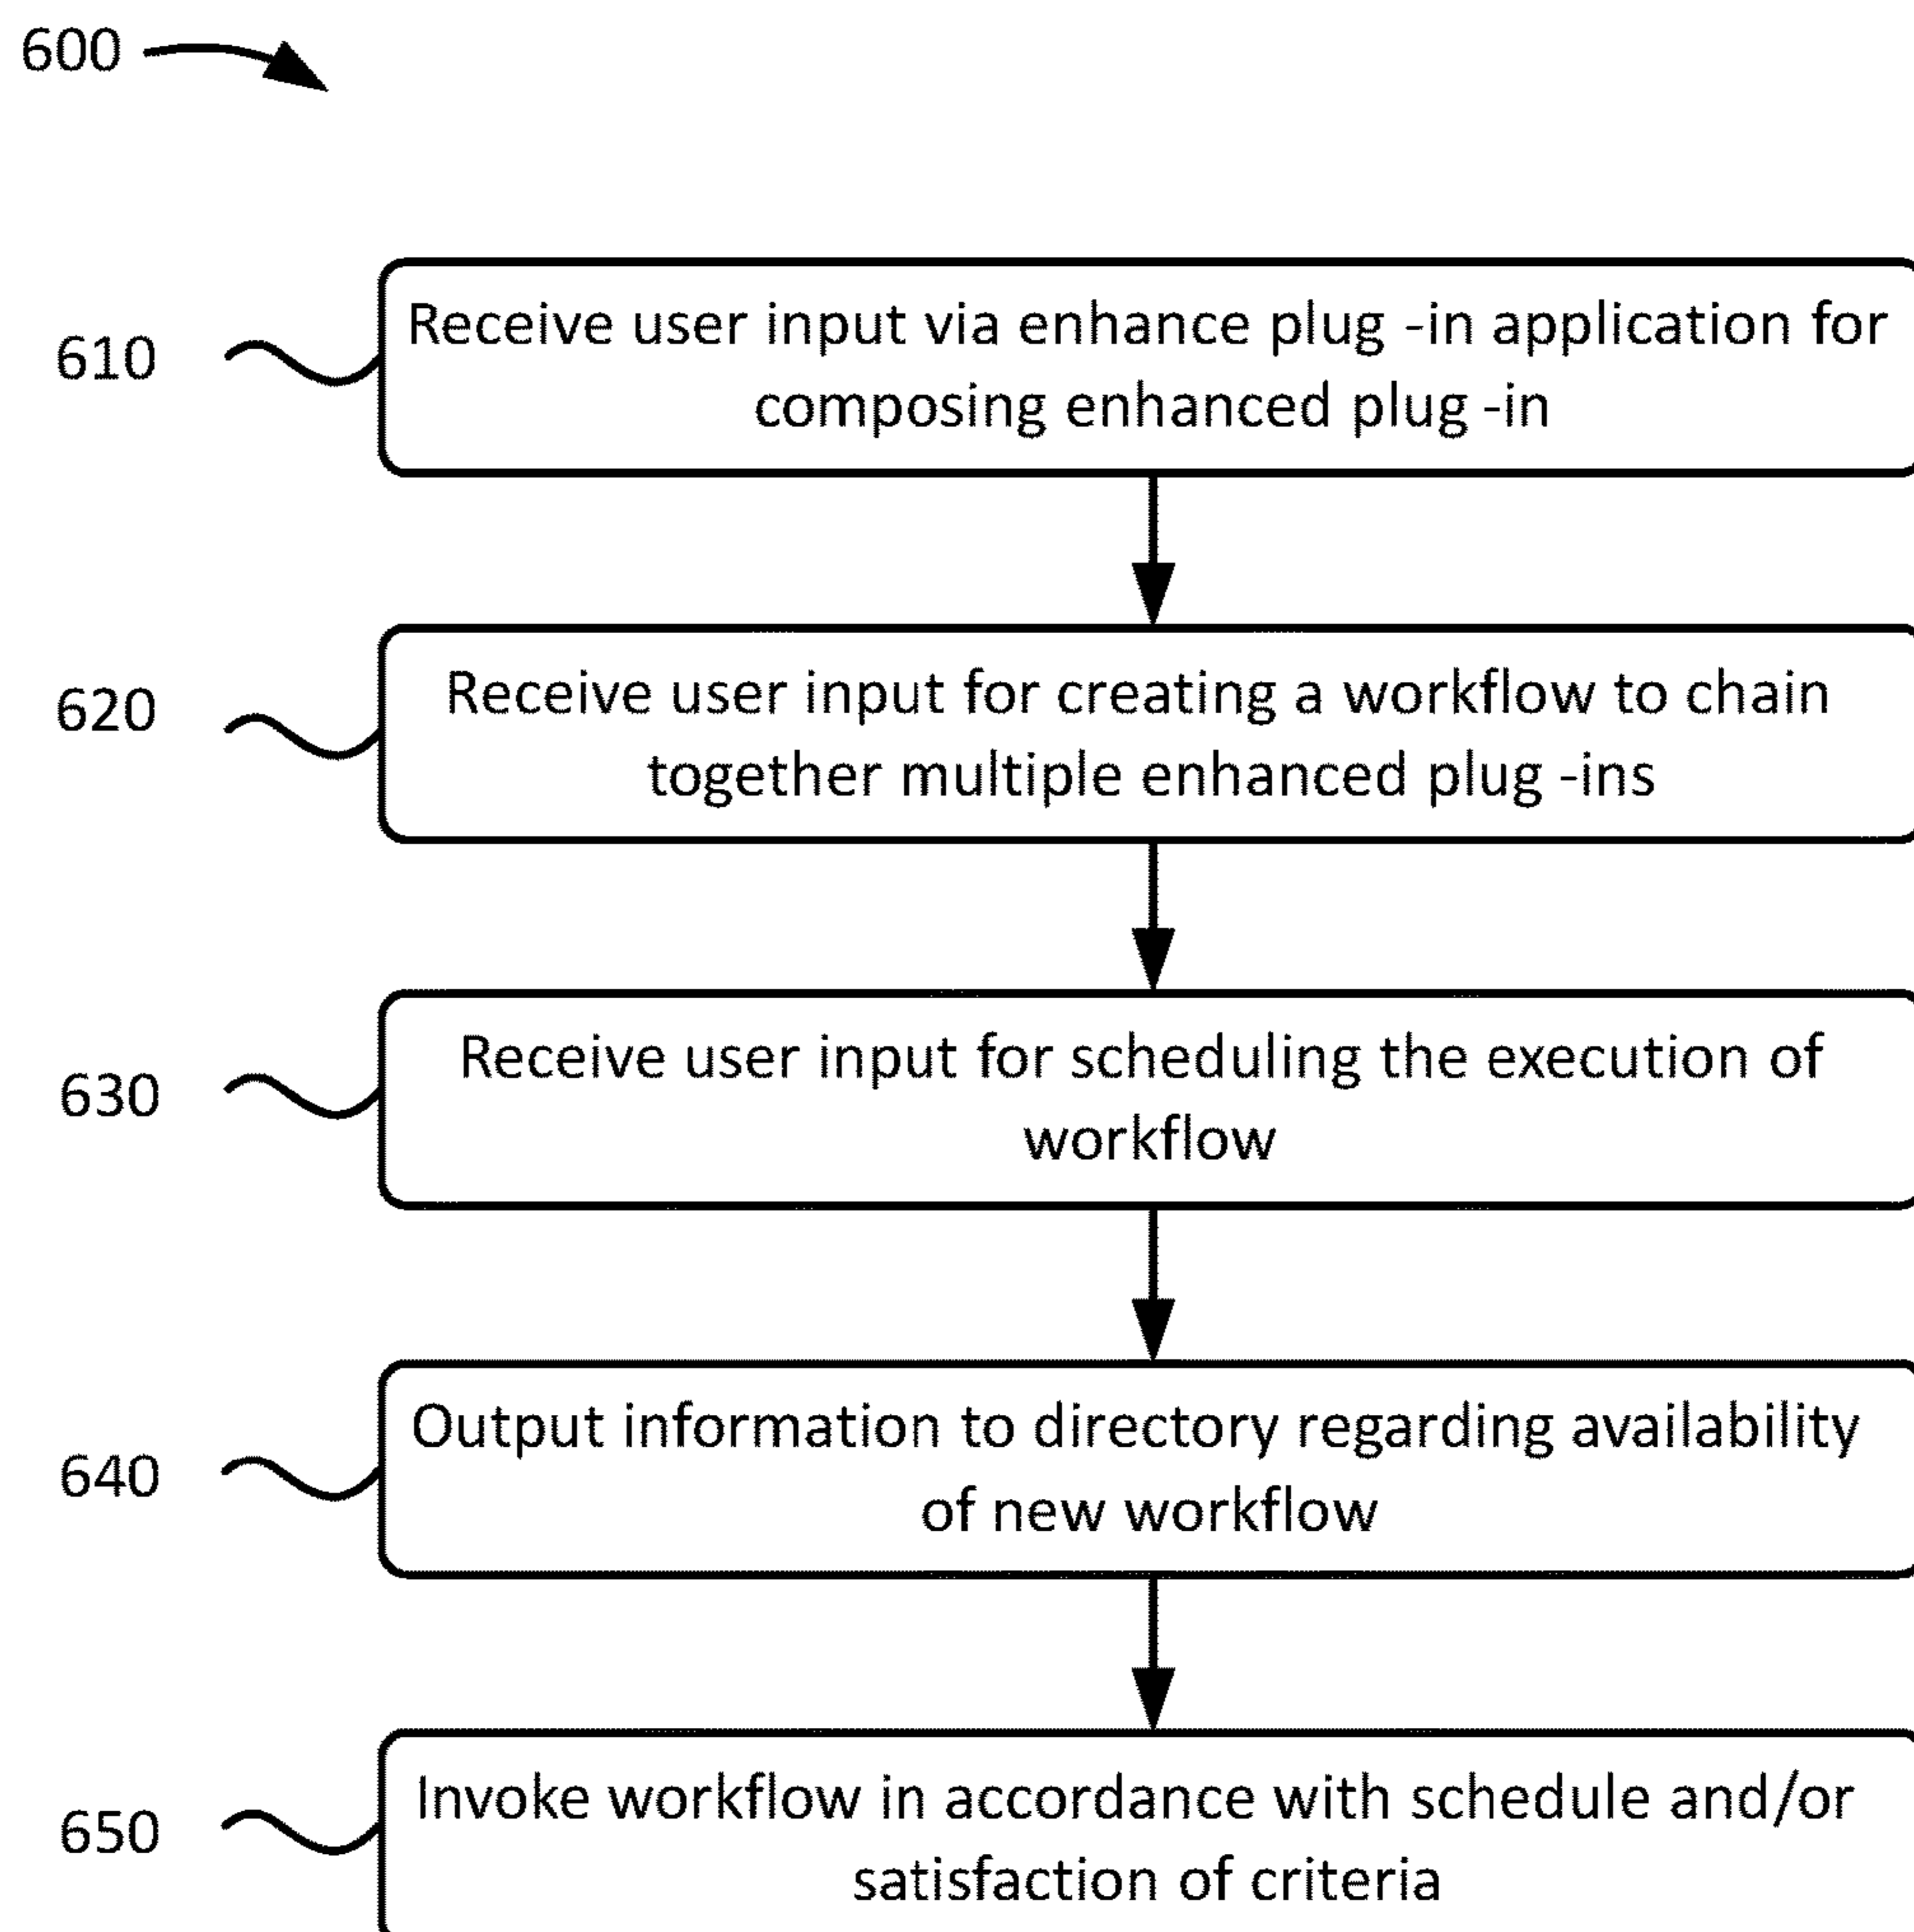 600
610
Receive user input via enhance plug -in application for
composing enhanced plug -in
620
Receive user input for creating a workflow to chain
together multiple enhanced plug -ins
630
Receive user input for scheduling the execution of
workflow
640
Output information to directory regarding availability
of new workflow
650
Invoke workflow in accordance with schedule and/or
satisfaction of criteria